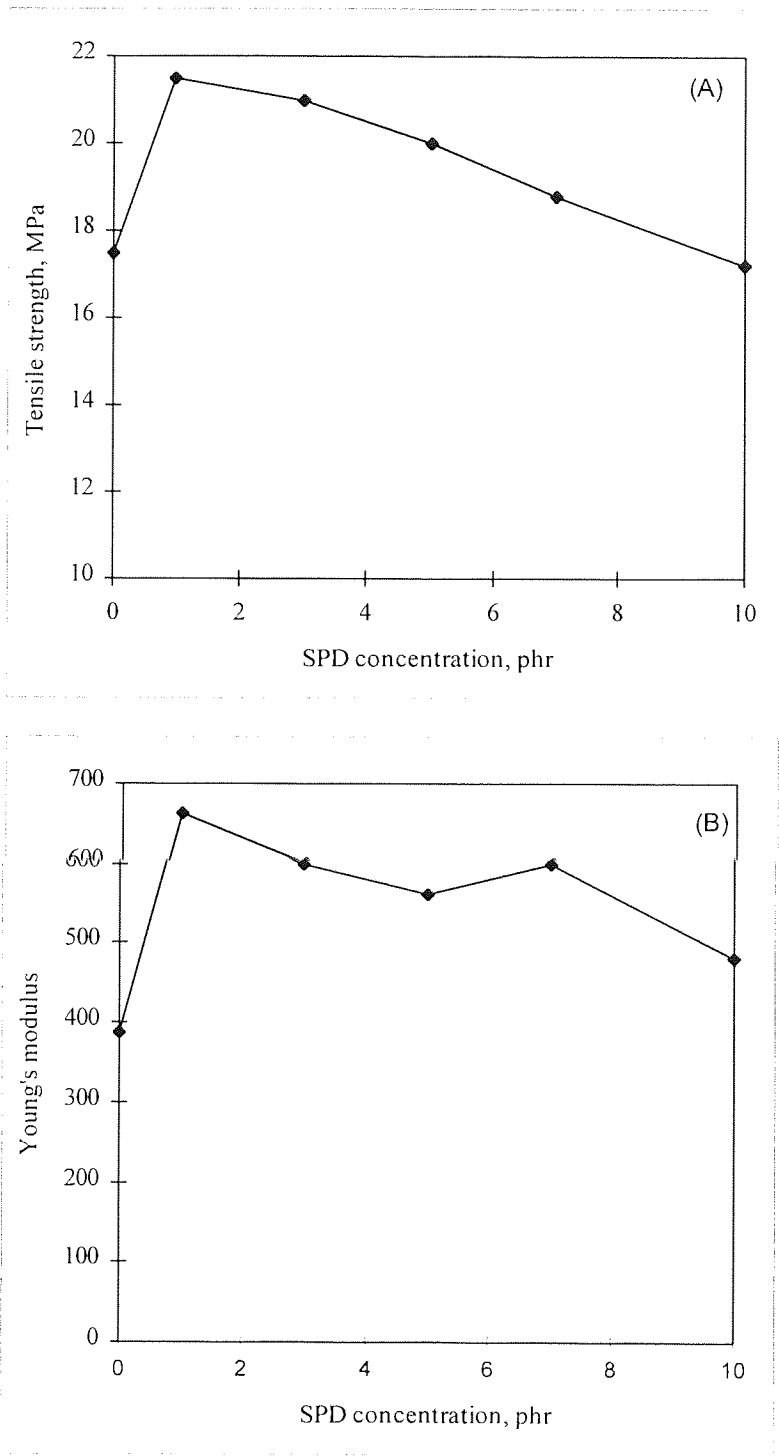 22
(A)
20
18
16
14
12
10
Tensile strength, MPa
0 2 4 6 8 10
SPD concentration, phr
700
(B)
600
500
400
300
200
100
0
Young's modulus
0 2 4 6 8 10
SPD concentration, phr